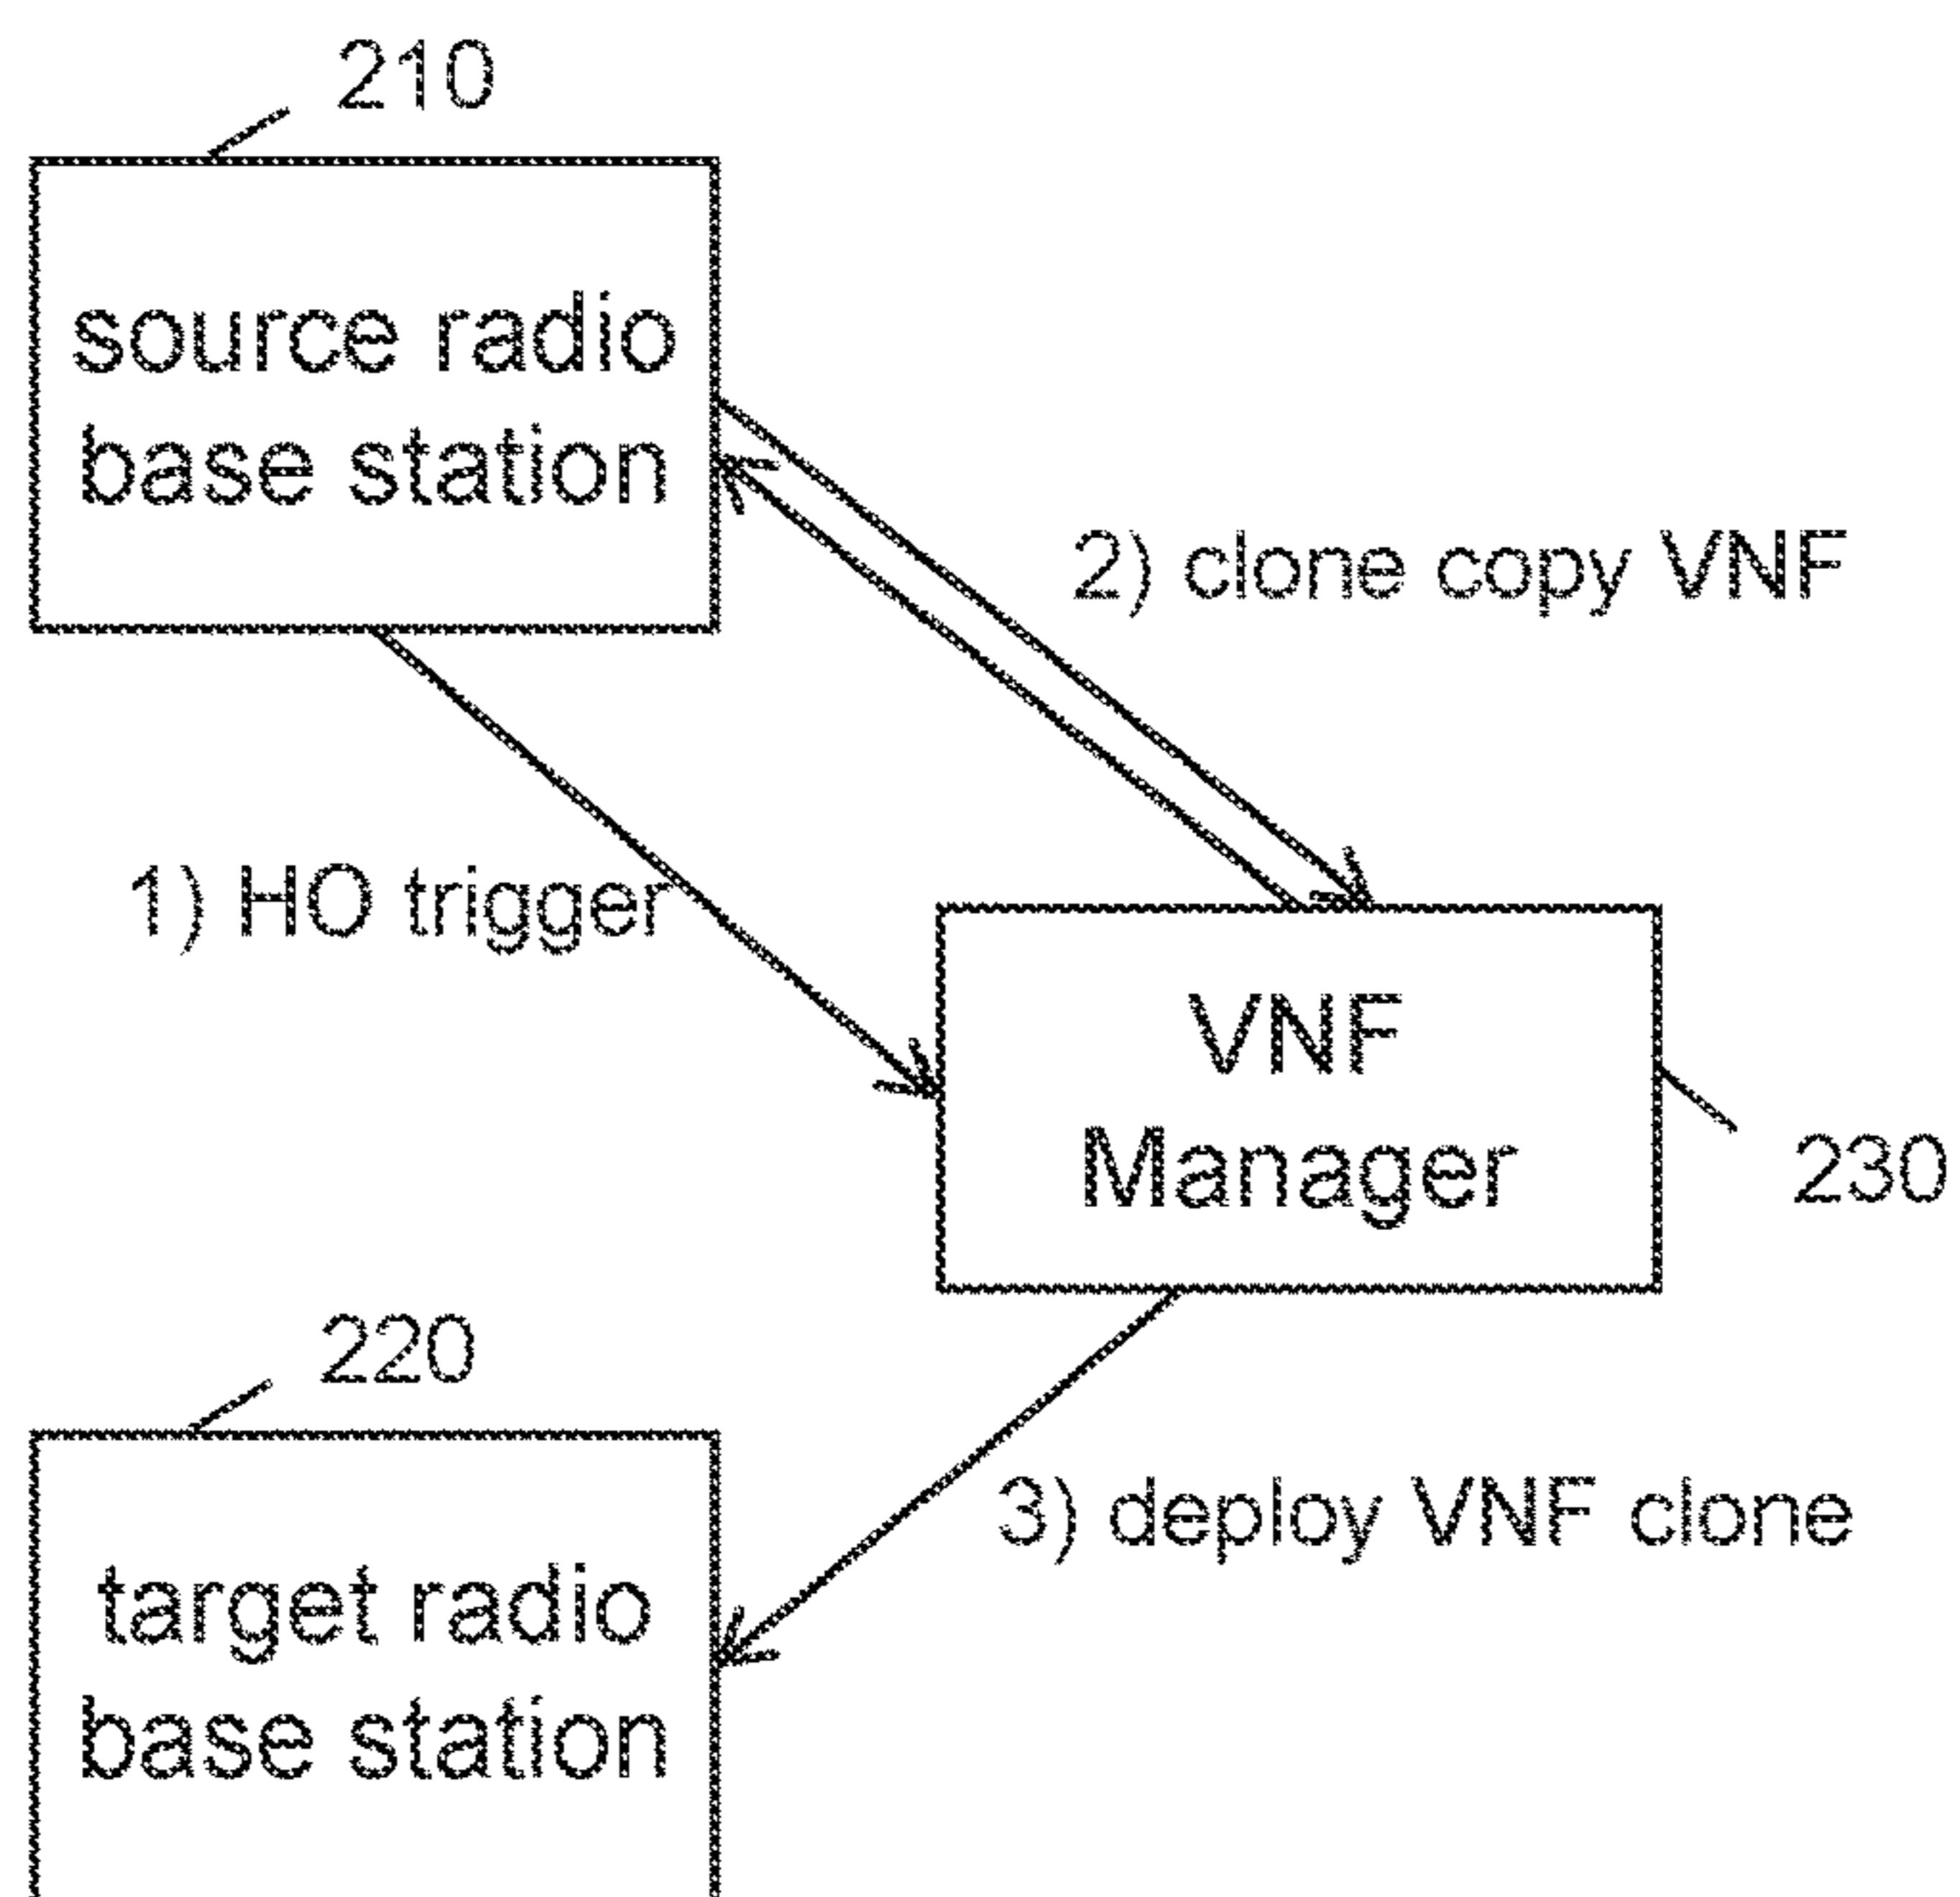 210
source radio
base station
2) clone copy VNF
1) HO trigger
VNF
Manager
230
220
3) deploy VNF clone
target radio
base station